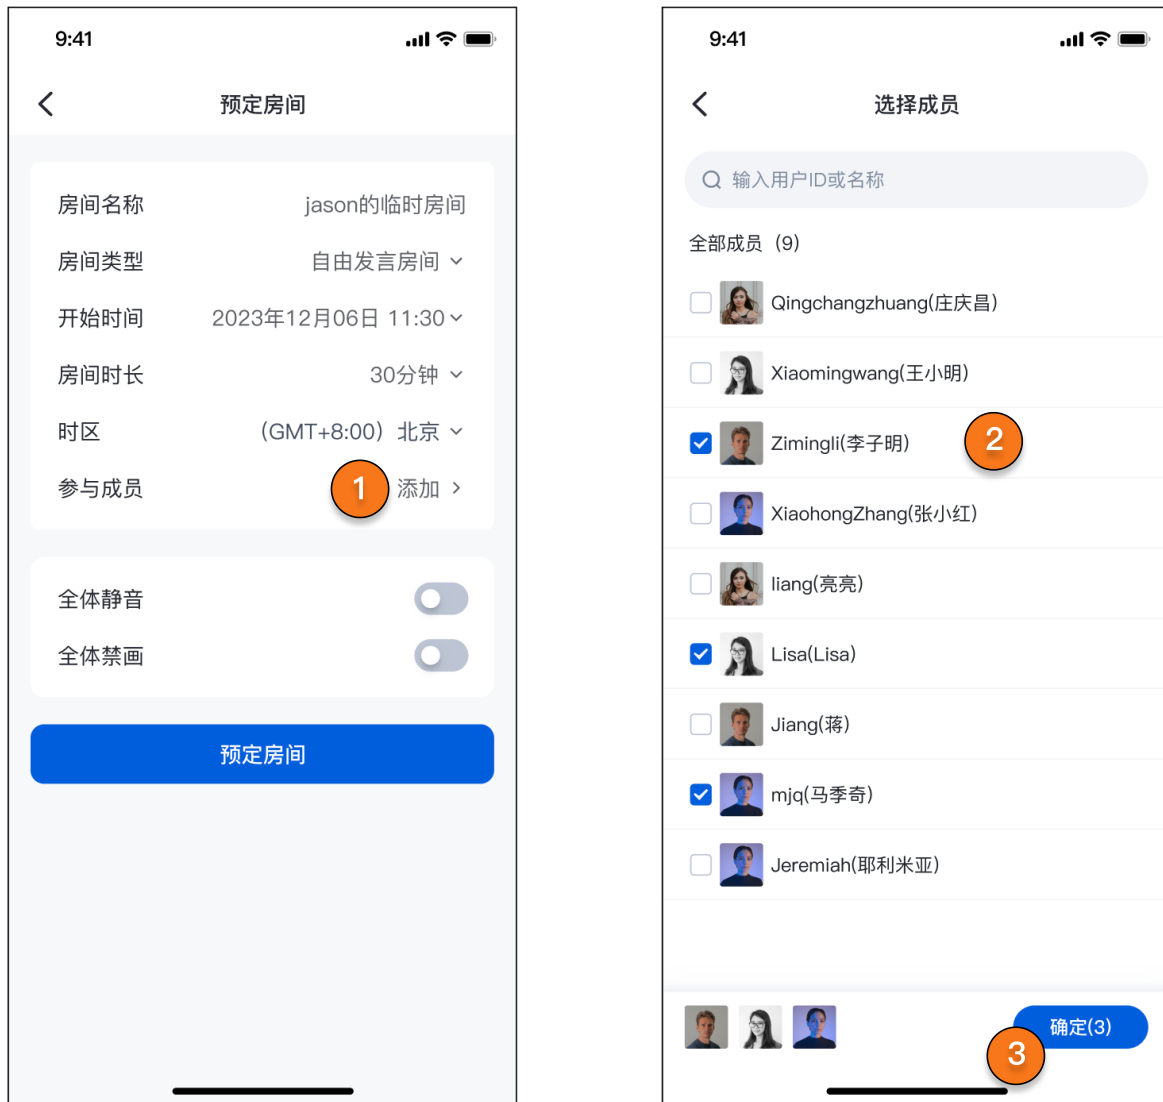 9:41
预定房间
房间名称 jason的临时房间
房间类型 自由发言房间
开始时间 2023年12月06日 11:30
房间时长 30分钟
时区 (GMT+8:00) 北京
参与成员 1 添加
全体静音
全体禁画
预定房间
9:41
选择成员
输入用户ID或名称
全部成员（9）
Qingchangzhuang(庄庆昌)
Xiaomingwang(王小明)
Zimingli(李子明) 2
XiaohongZhang(张小红)
liang(亮亮)
Lisa(Lisa)
Jiang(蒋)
mjq(马季奇)
Jeremiah(耶利米亚)
确定(3)
3